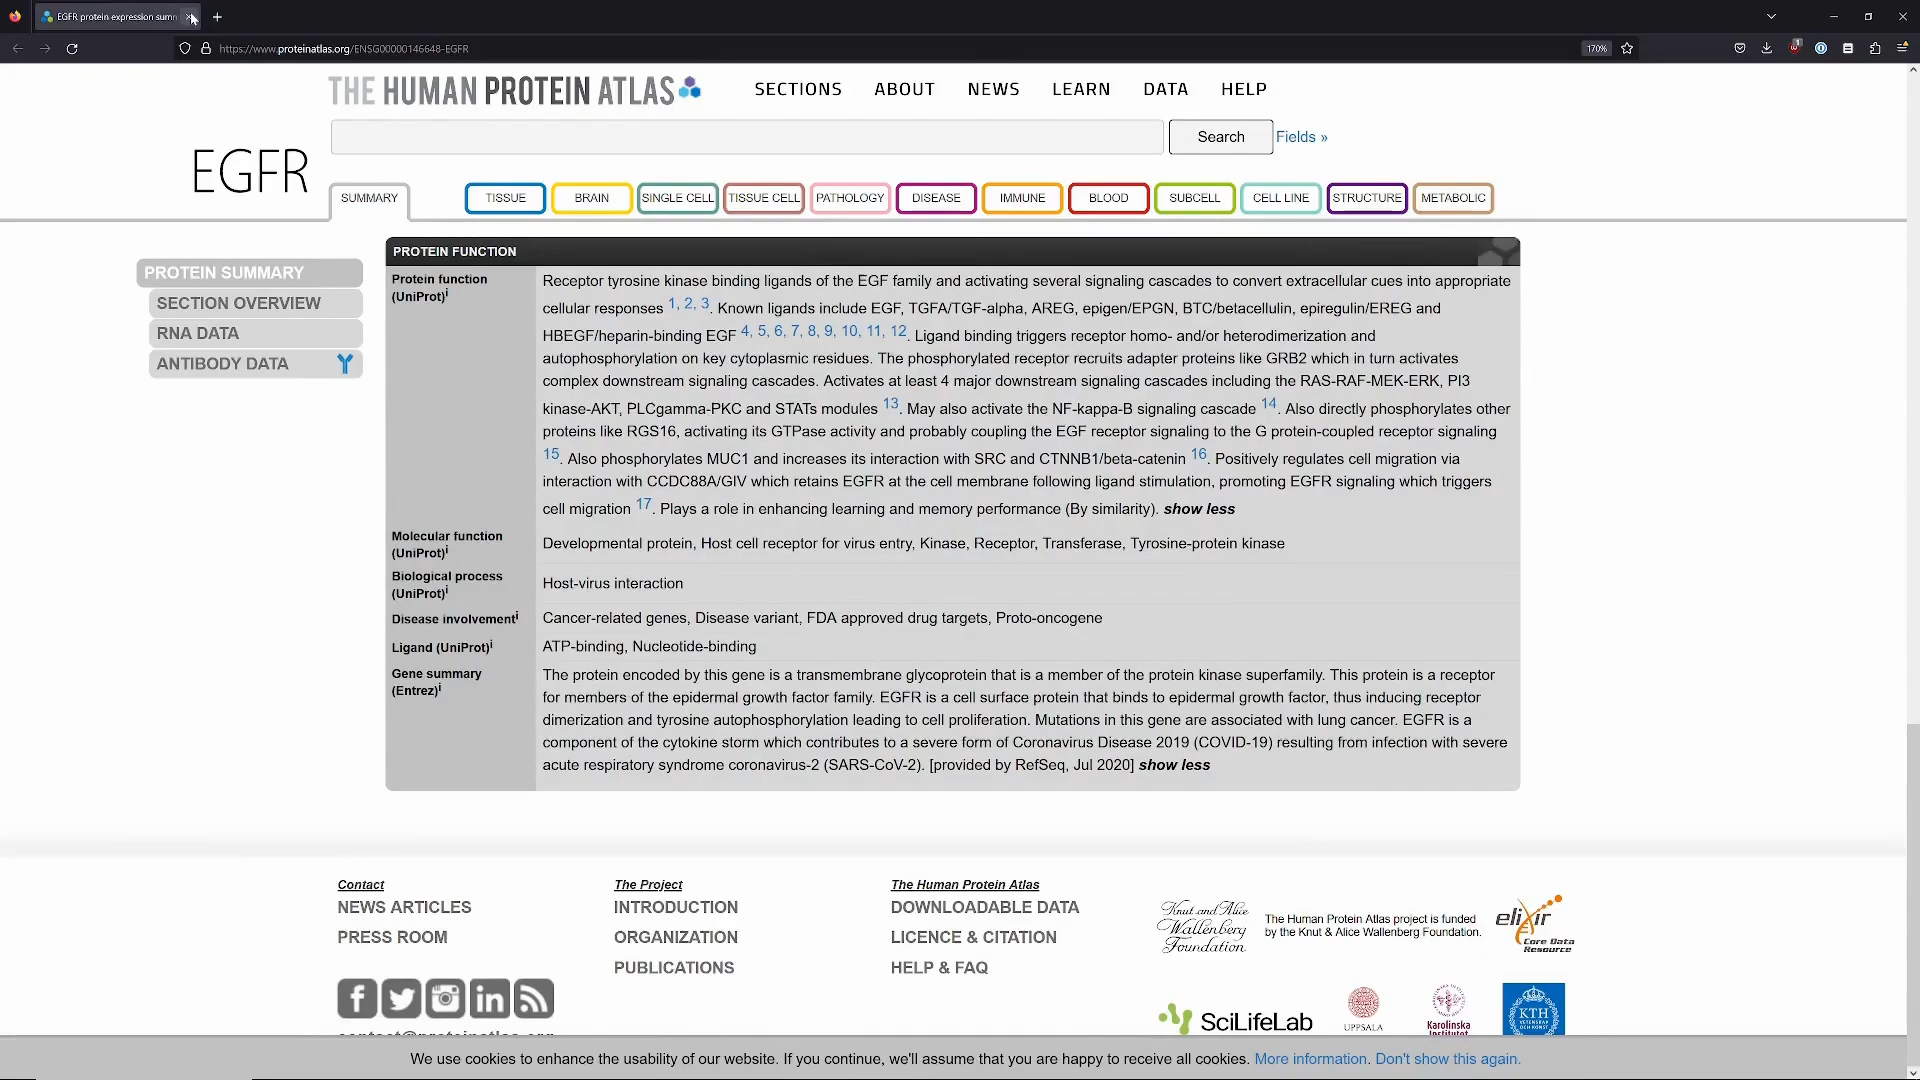 EGFR protein expression sum
https://www.proteinatlas.org/ENSG00000146648-EGFR
170%
THE HUMAN PROTEIN ATLAS
SECTIONS ABOUT NEWS LEARN DATA HELP
Search Fields »
EGFR
SUMMARY TISSUE BRAIN SINGLE CELL TISSUE CELL PATHOLOGY DISEASE IMMUNE BLOOD SUBCELL CELL LINE STRUCTURE METABOLIC
PROTEIN SUMMARY
SECTION OVERVIEW
RNA DATA
ANTIBODY DATA
PROTEIN FUNCTION
Protein function
(UniProt)i
Receptor tyrosine kinase binding ligands of the EGF family and activating several signaling cascades to convert extracellular cues into appropriate
cellular responses 1, 2, 3. Known ligands include EGF, TGFA/TGF-alpha, AREG, epigen/EPGN, BTC/betacellulin, epiregulin/EREG and
HBEGF/heparin-binding EGF 4, 5, 6, 7, 8, 9, 10, 11, 12. Ligand binding triggers receptor homo- and/or heterodimerization and
autophosphorylation on key cytoplasmic residues. The phosphorylated receptor recruits adapter proteins like GRB2 which in turn activates
complex downstream signaling cascades. Activates at least 4 major downstream signaling cascades including the RAS-RAF-MEK-ERK, PI3
kinase-AKT, PLCgamma-PKC and STATs modules 13. May also activate the NF-kappa-B signaling cascade 14. Also directly phosphorylates other
proteins like RGS16, activating its GTPase activity and probably coupling the EGF receptor signaling to the G protein-coupled receptor signaling
15. Also phosphorylates MUC1 and increases its interaction with SRC and CTNNB1/beta-catenin 16. Positively regulates cell migration via
interaction with CCDC88A/GIV which retains EGFR at the cell membrane following ligand stimulation, promoting EGFR signaling which triggers
cell migration 17. Plays a role in enhancing learning and memory performance (By similarity). show less
Molecular function
(UniProt)i
Developmental protein, Host cell receptor for virus entry, Kinase, Receptor, Transferase, Tyrosine-protein kinase
Biological process
(UniProt)i
Host-virus interaction
Disease involvementi
Cancer-related genes, Disease variant, FDA approved drug targets, Proto-oncogene
Ligand (UniProt)i
ATP-binding, Nucleotide-binding
Gene summary
(Entrez)i
The protein encoded by this gene is a transmembrane glycoprotein that is a member of the protein kinase superfamily. This protein is a receptor
for members of the epidermal growth factor family. EGFR is a cell surface protein that binds to epidermal growth factor, thus inducing receptor
dimerization and tyrosine autophosphorylation leading to cell proliferation. Mutations in this gene are associated with lung cancer. EGFR is a
component of the cytokine storm which contributes to a severe form of Coronavirus Disease 2019 (COVID-19) resulting from infection with severe
acute respiratory syndrome coronavirus-2 (SARS-CoV-2). [provided by RefSeq, Jul 2020] show less
Contact
NEWS ARTICLES
PRESS ROOM
contact@proteinatlas.org
The Project
INTRODUCTION
ORGANIZATION
PUBLICATIONS
The Human Protein Atlas
DOWNLOADABLE DATA
LICENCE & CITATION
HELP & FAQ
Knut and Alice
Wallenberg
Foundation
The Human Protein Atlas project is funded
by the Knut & Alice Wallenberg Foundation.
elixir
Core Data
Resource
SciLifeLab
UPPSALA
Karolinska
Institutet
KTH
VETENSKAP
OCH KONST
We use cookies to enhance the usability of our website. If you continue, we'll assume that you are happy to receive all cookies. More information. Don't show this again.